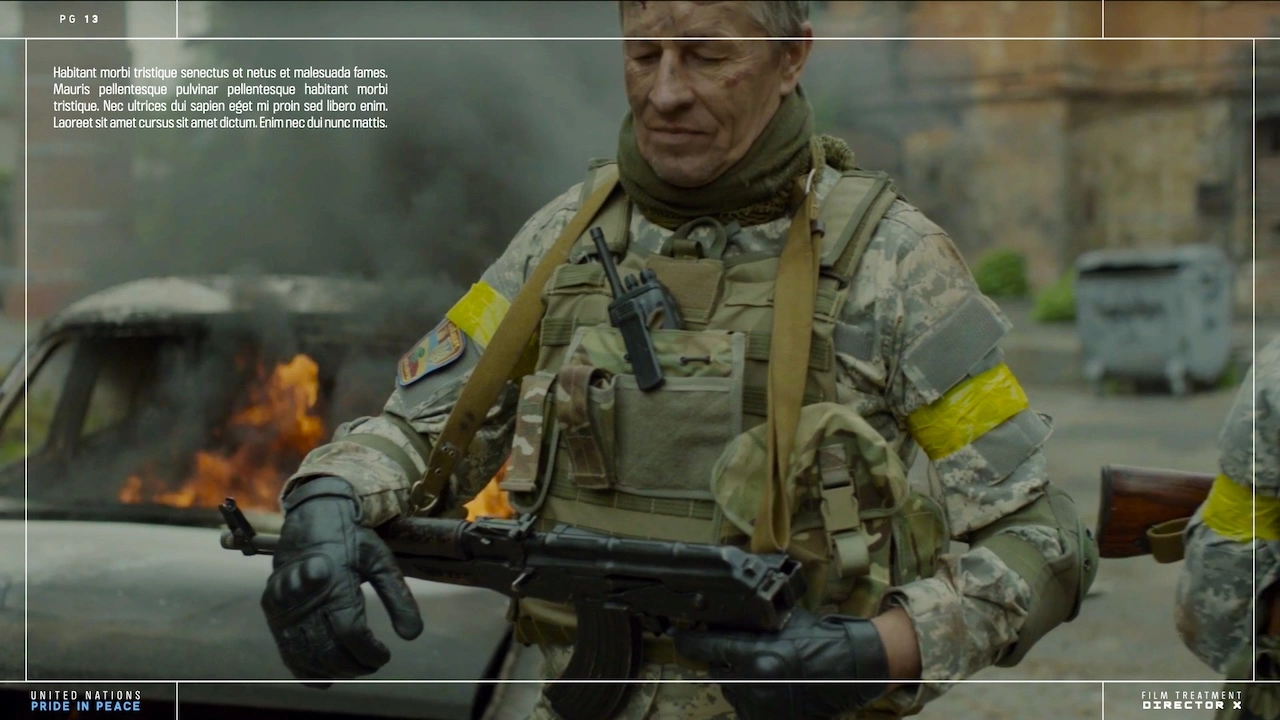 PG 13
Habitant morbi tristique senectus et netus et malesuada fames.
Mauris pellentesque pulvinar pellentesque habitant morbi
tristique. Nec ultrices dui sapien eget mi proin sed libero enim.
Laoreet sit amet cursus sit amet dictum. Enim nec dui nunc mattis.
UNITED NATIONS
PRIDE IN PEACE
FILM TREATMENT
DIRECTOR X